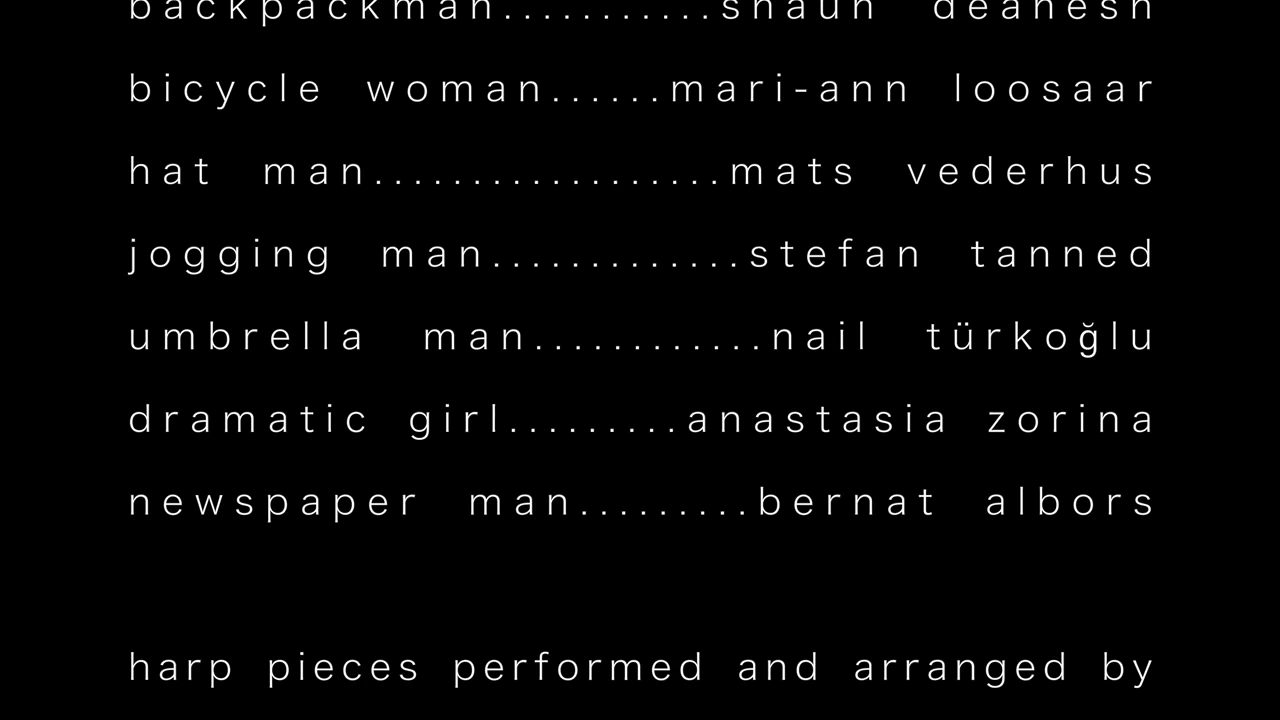 backpackman...........shaun deanesh
bicycle woman......mari-ann loosaar
hat man..................mats vederhus
jogging man.............stefan tanned
umbrella man............nail türkoğlu
dramatic girl.........anastasia zorina
newspaper man.........bernat albors
harp pieces performed and arranged by